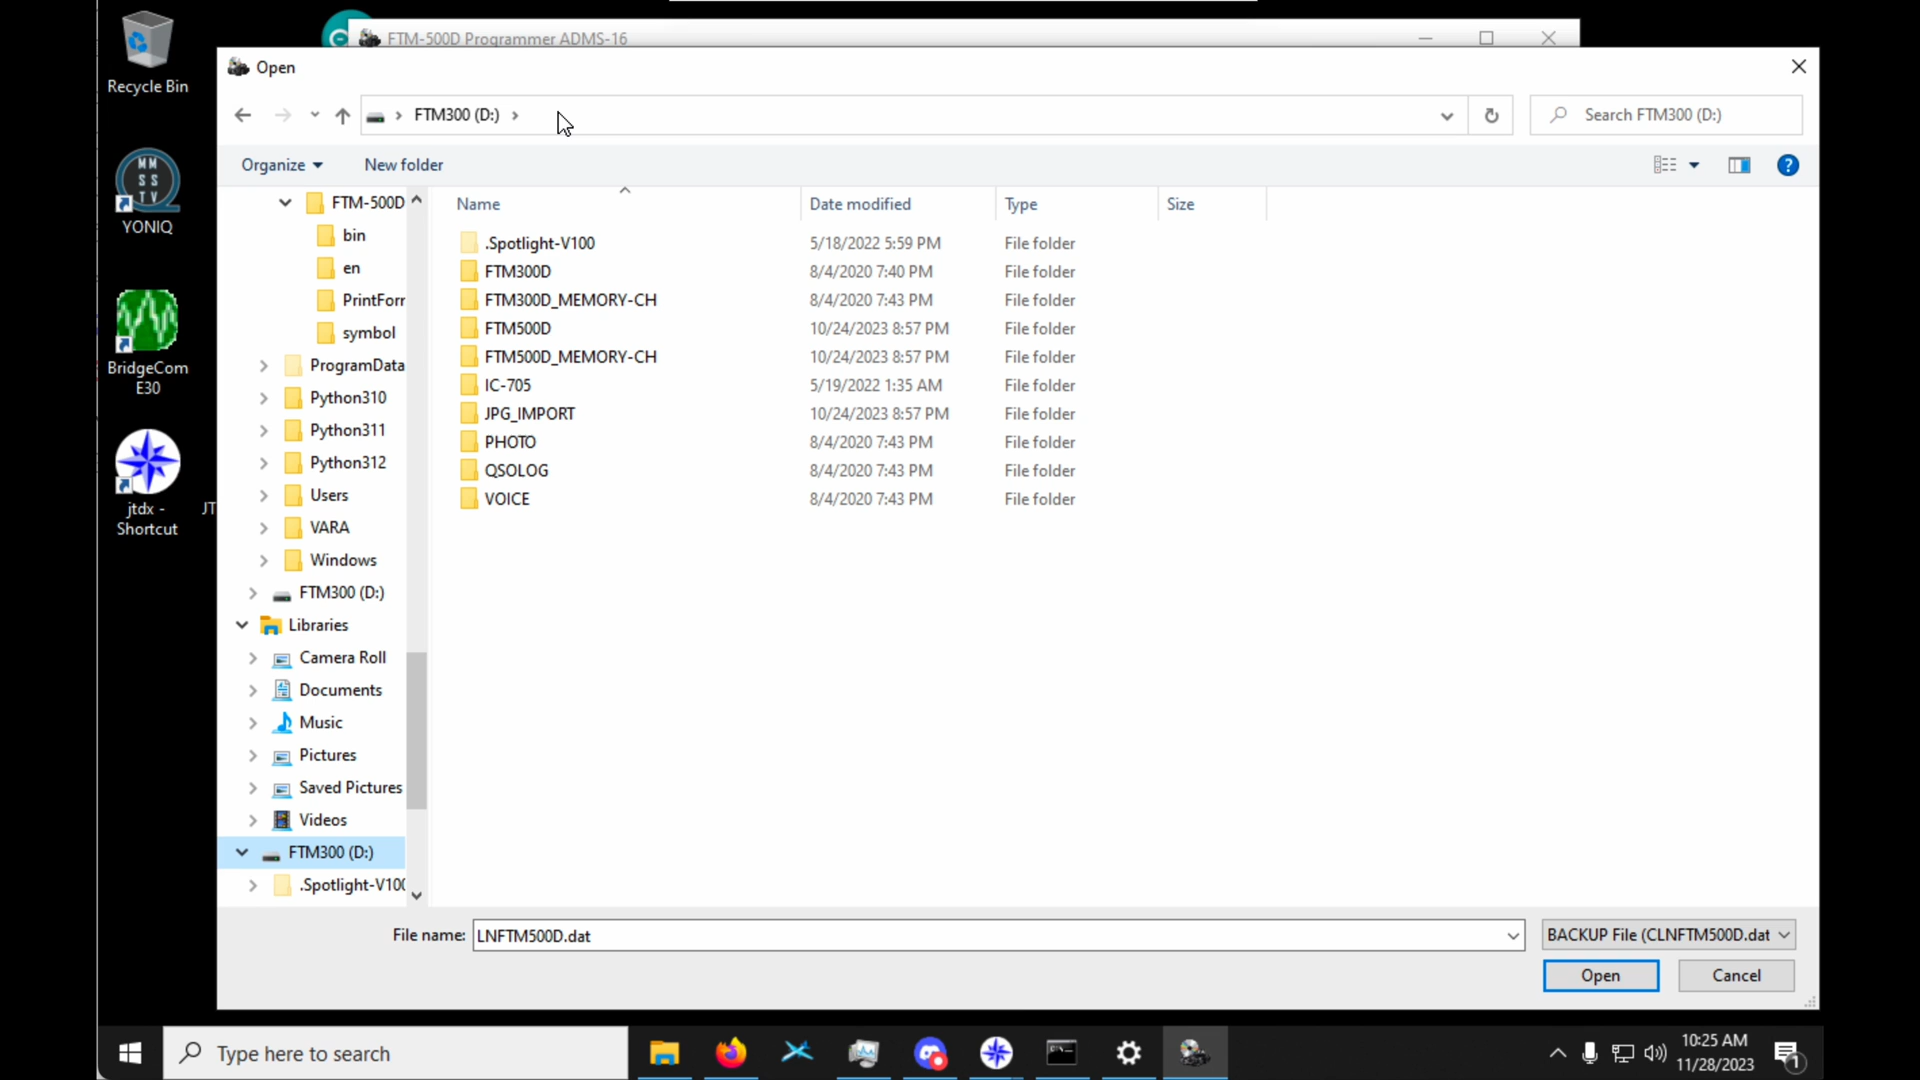 Recycle Bin
YONIQ
BridgeCom
E30
jtdx -
Shortcut
JT
FTM-500D Programmer ADMS-16
Open
FTM300 (D:)
Search FTM300 (D:)
Organize
New folder
Name
Date modified
Type
Size
FTM-500D
bin
en
PrintForr
symbol
ProgramData
Python310
Python311
Python312
Users
VARA
Windows
FTM300 (D:)
Libraries
Camera Roll
Documents
Music
Pictures
Saved Pictures
Videos
FTM300 (D:)
.Spotlight-V100
.Spotlight-V100 5/18/2022 5:59 PM File folder
FTM300D 8/4/2020 7:40 PM File folder
FTM300D_MEMORY-CH 8/4/2020 7:43 PM File folder
FTM500D 10/24/2023 8:57 PM File folder
FTM500D_MEMORY-CH 10/24/2023 8:57 PM File folder
IC-705 5/19/2022 1:35 AM File folder
JPG_IMPORT 10/24/2023 8:57 PM File folder
PHOTO 8/4/2020 7:43 PM File folder
QSOLOG 8/4/2020 7:43 PM File folder
VOICE 8/4/2020 7:43 PM File folder
File name: LNFTM500D.dat
BACKUP File (CLNFTM500D.dat
Open
Cancel
Type here to search
10:25 AM
11/28/2023
1